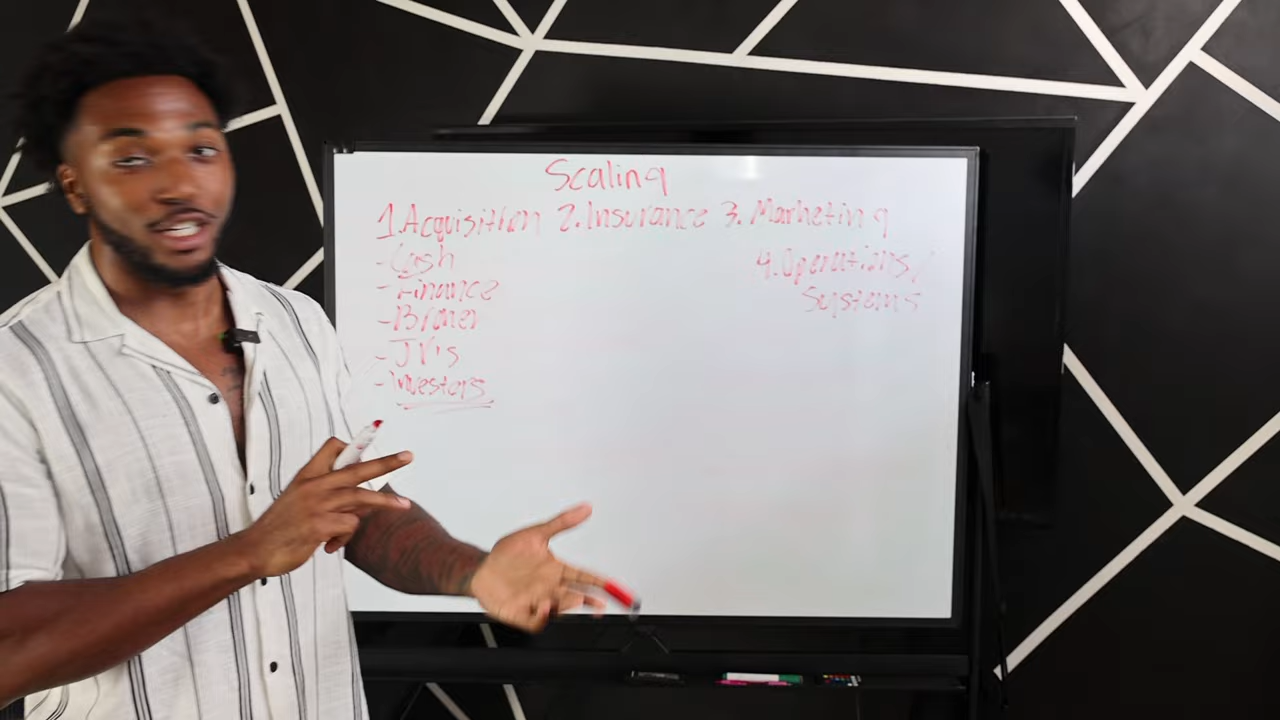 Scaling
1. Acquisition 2. Insurance 3. Marketing
- Cash
- Finance
- Broker
- JV's
- Investors
4. Operations/
Systems